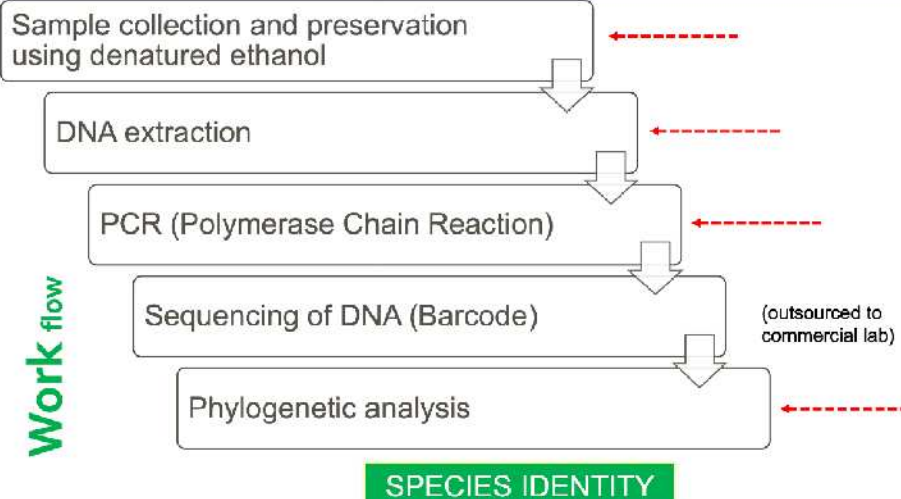 Sample collection and preservation
using denatured ethanol
DNA extraction
PCR (Polymerase Chain Reaction)
Sequencing of DNA (Barcode)
(outsourced to
commercial lab)
Phylogenetic analysis
Work flow
SPECIES IDENTITY